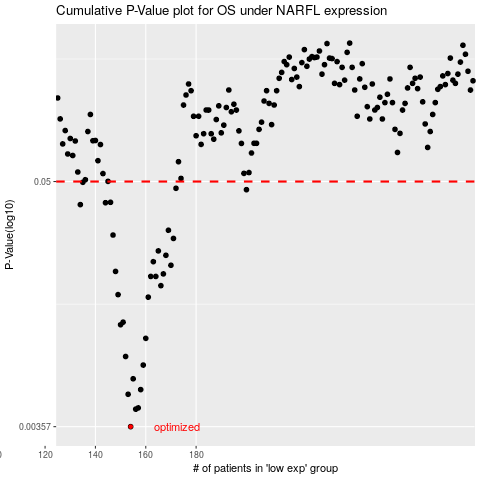 Cumulative P-Value plot for OS under NARFL expression
P-Value(log10)
0.05
0.00357
optimized
0 120 140 160 180
# of patients in 'low exp' group